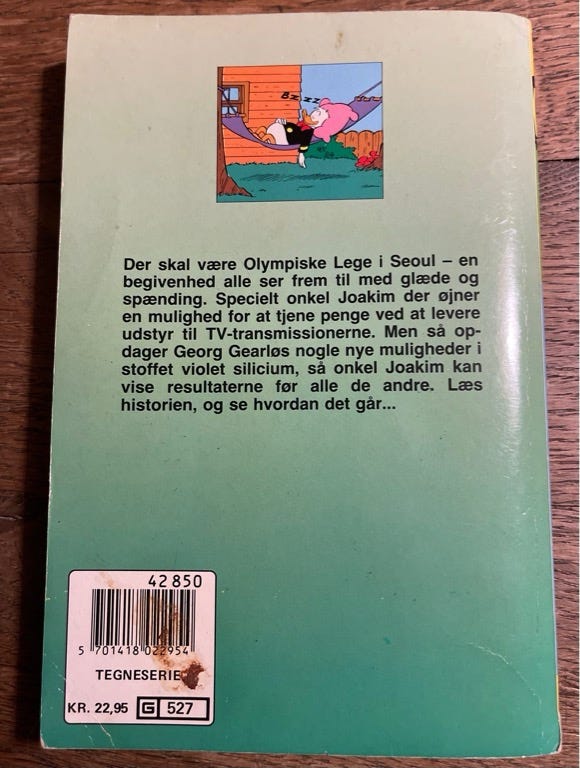 BZZZZ
Der skal være Olympiske Lege i Seoul – en
begivenhed alle ser frem til med glæde og
spænding. Specielt onkel Joakim der øjner
en mulighed for at tjene penge ved at levere
udstyr til TV-transmissionerne. Men så op-
dager Georg Gearløs nogle nye muligheder i
stoffet violet silicium, så onkel Joakim kan
vise resultaterne før alle de andre. Læs
historien, og se hvordan det går...
42 850
5 701418 022954
TEGNESERIE
KR. 22,95 G 527